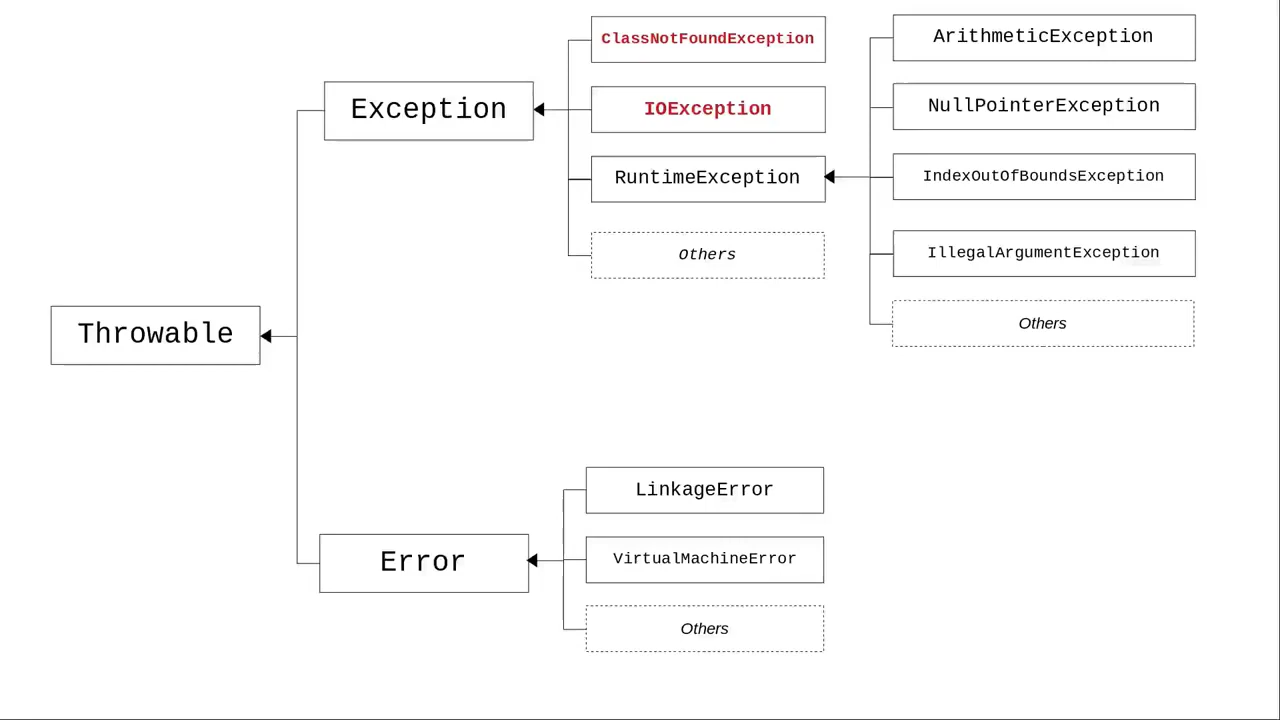 ClassNotFoundException
ArithmeticException
Exception
IOException
NullPointerException
RuntimeException
IndexOutOfBoundsException
Others
IllegalArgumentException
Others
Throwable
LinkageError
Error
VirtualMachineError
Others